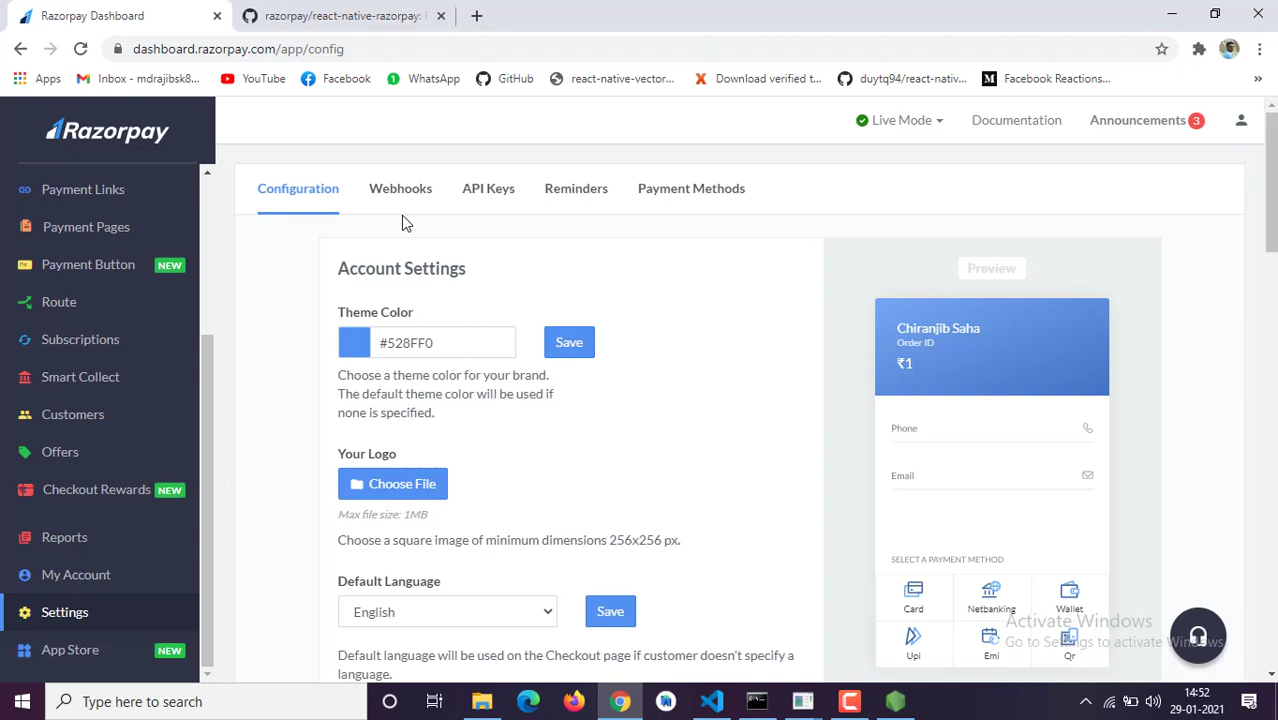 Razorpay Dashboard
razorpay/react-native-razorpay: R
dashboard.razorpay.com/app/config
Apps
Inbox - mdrajibsk8...
YouTube
Facebook
WhatsApp
GitHub
react-native-vector...
Download verified t...
duytq94/react-nativ...
Facebook Reactions...
Razorpay
Live Mode
Documentation
Announcements 3
Payment Links
Payment Pages
Payment Button NEW
Route
Subscriptions
Smart Collect
Customers
Offers
Checkout Rewards NEW
Reports
My Account
Settings
App Store NEW
Configuration
Webhooks
API Keys
Reminders
Payment Methods
Account Settings
Theme Color
#528FF0
Save
Choose a theme color for your brand.
The default theme color will be used if
none is specified.
Your Logo
Choose File
Max file size: 1MB
Choose a square image of minimum dimensions 256x256 px.
Default Language
English
Save
Default language will be used on the Checkout page if customer doesn't specify a
language.
Preview
Chiranjib Saha
Order ID
₹1
Phone
Email
SELECT A PAYMENT METHOD
Card
Netbanking
Wallet
Upi
Emi
Qr
Activate Windows
Go to Settings to activate Windows.
Type here to search
14:52
29-01-2021